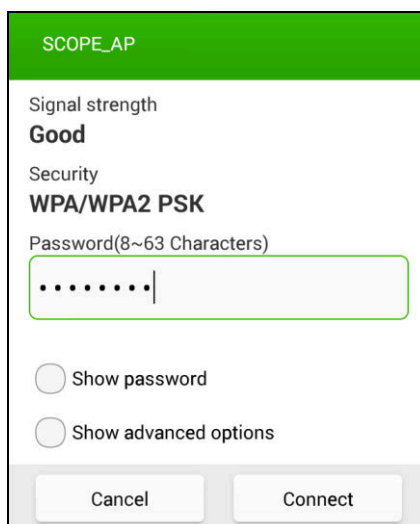 SCOPE_AP
Signal strength
Good
Security
WPA/WPA2 PSK
Password(8~63 Characters)
••••••••
Show password
Show advanced options
Cancel
Connect